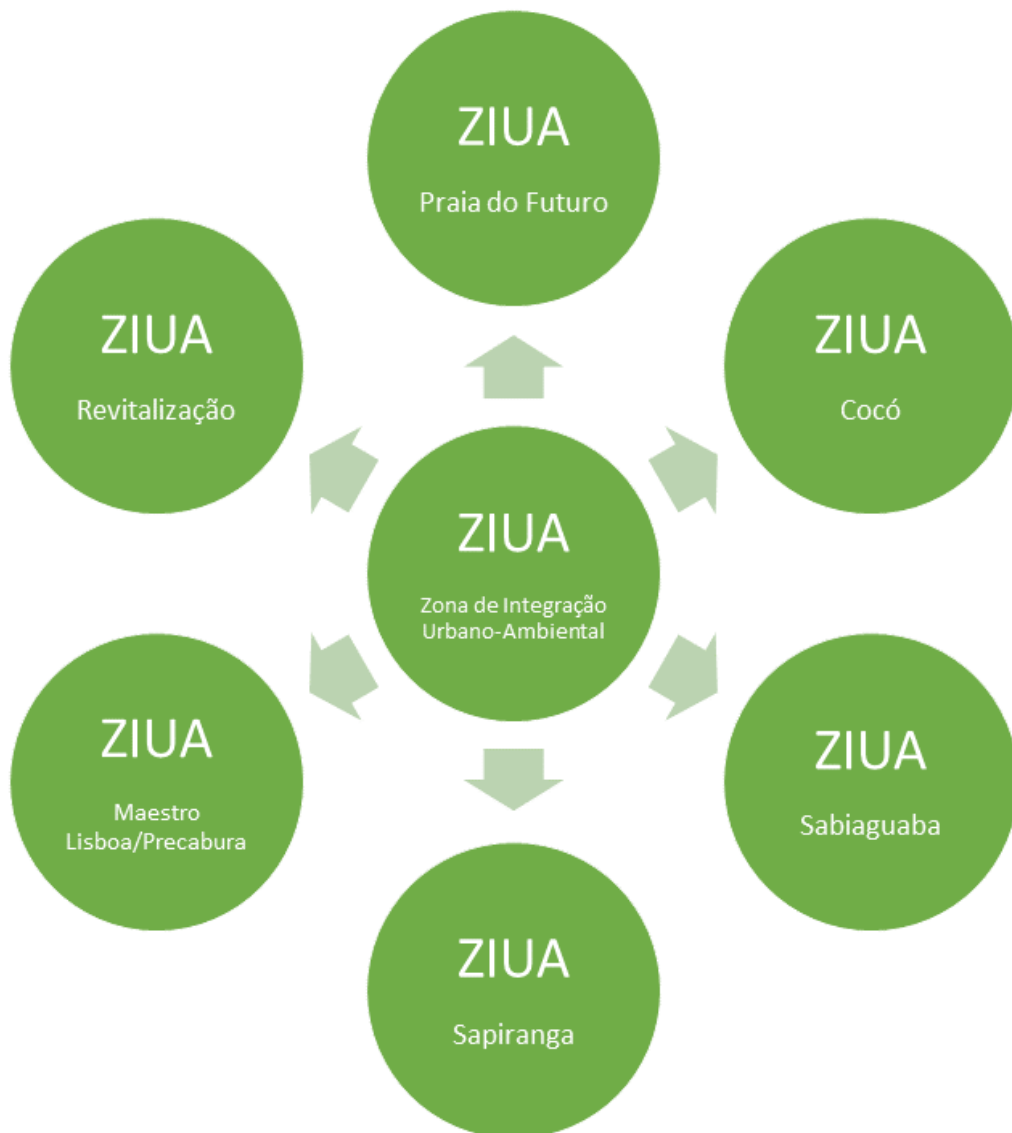 ZIUA
Praia do Futuro
ZIUA
Revitalização
ZIUA
Cocó
ZIUA
Zona de Integração
Urbano-Ambiental
ZIUA
Maestro
Lisboa/Precabura
ZIUA
Sabiaguaba
ZIUA
Sapiranga